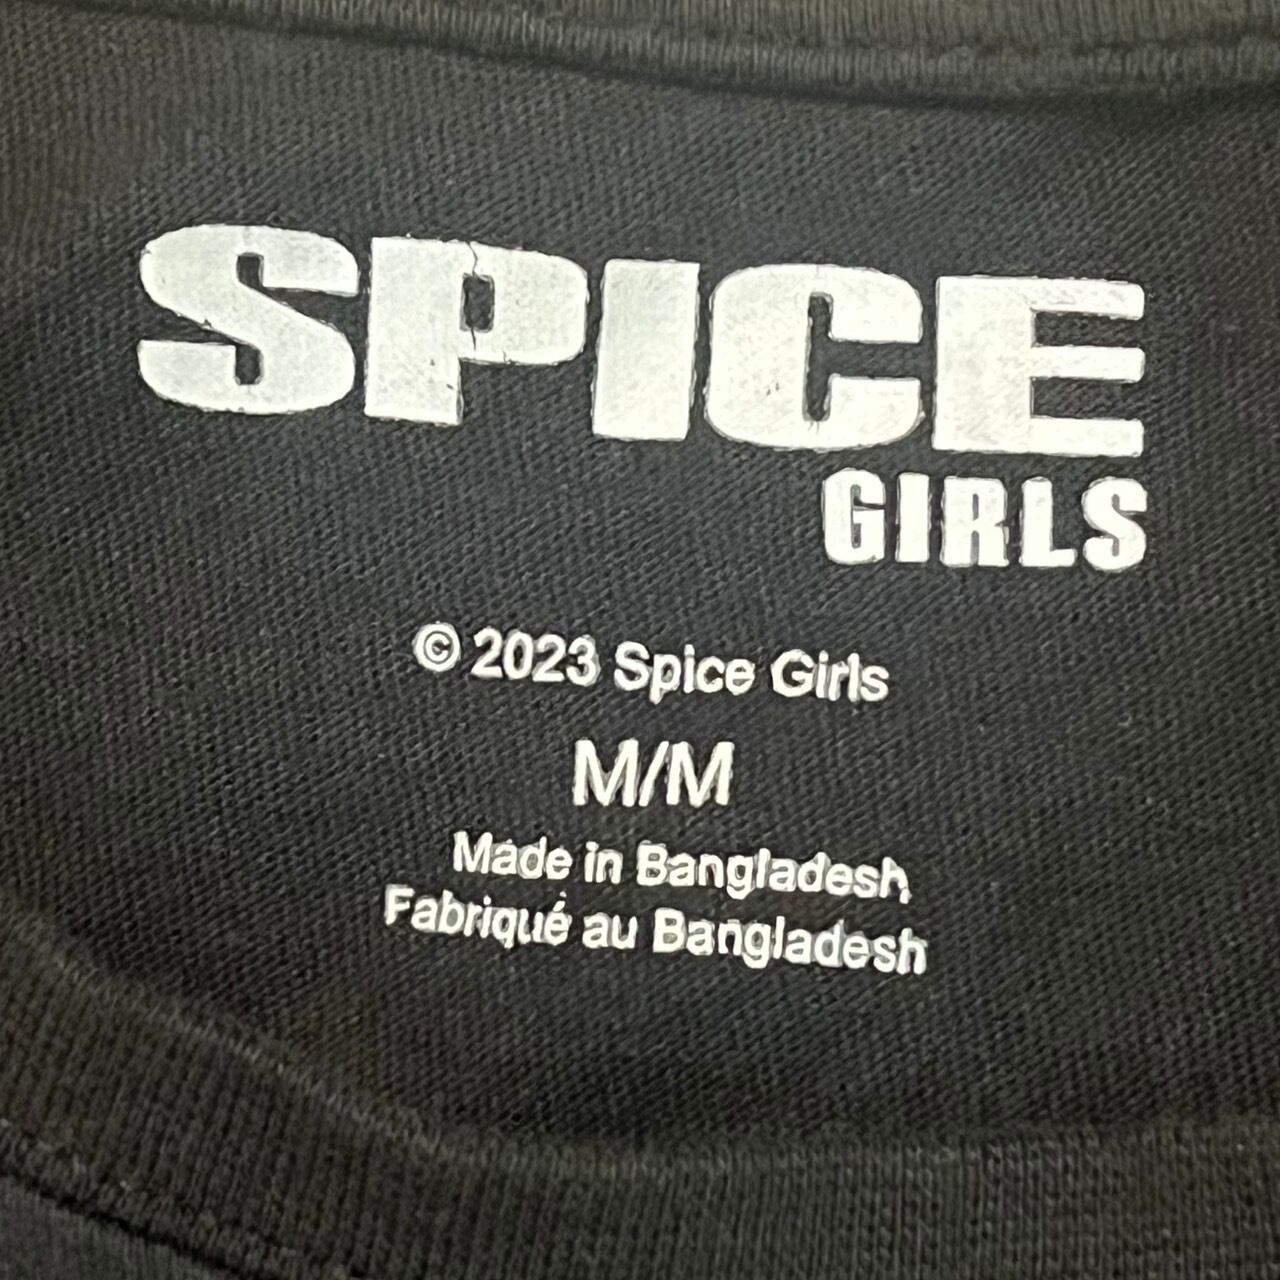 SPICE
GIRLS
© 2023 Spice Girls
M/M
Made in Bangladesh
Fabriqué au Bangladesh